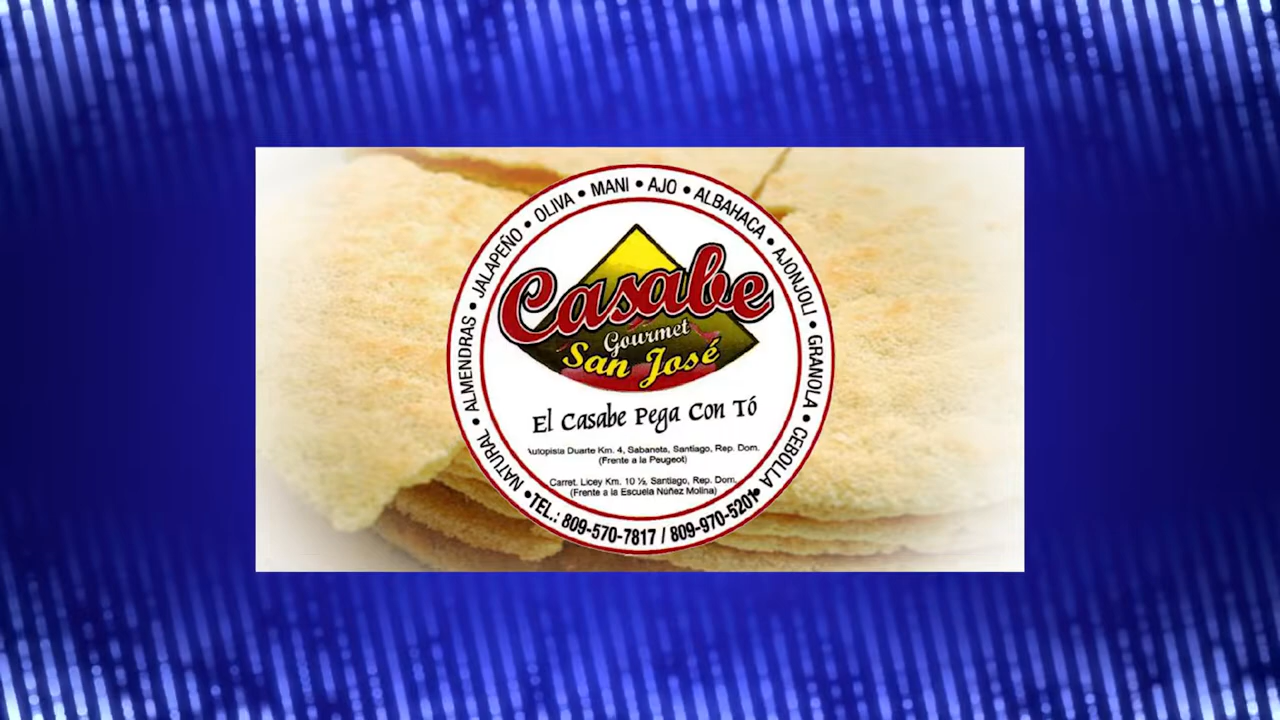 NATURAL • ALMENDRAS • JALAPEÑO • OLIVA • MANI • AJO • ALBAHACA • AJONJOLI • GRANOLA • CEBOLLA
Casabe
Gourmet
San José
El Casabe Pega Con Tó
Autopista Duarte Km. 4, Sabaneta, Santiago, Rep. Dom.
(Frente a la Peugeot)
Carret. Licey Km. 10 ½, Santiago, Rep. Dom.
(Frente a la Escuela Núñez Molina)
• TEL.: 809-570-7817 / 809-970-5201 •